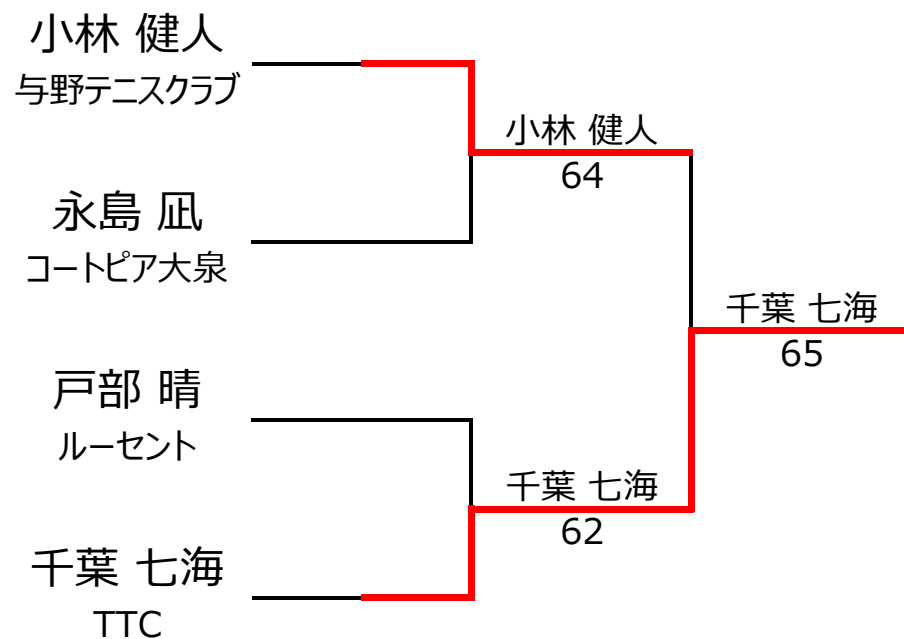 小林 健人
与野テニスクラブ
小林 健人
64
永島 凪
コートピア大泉
千葉 七海
65
戸部 晴
ルーセント
千葉 七海
62
千葉 七海
TTC